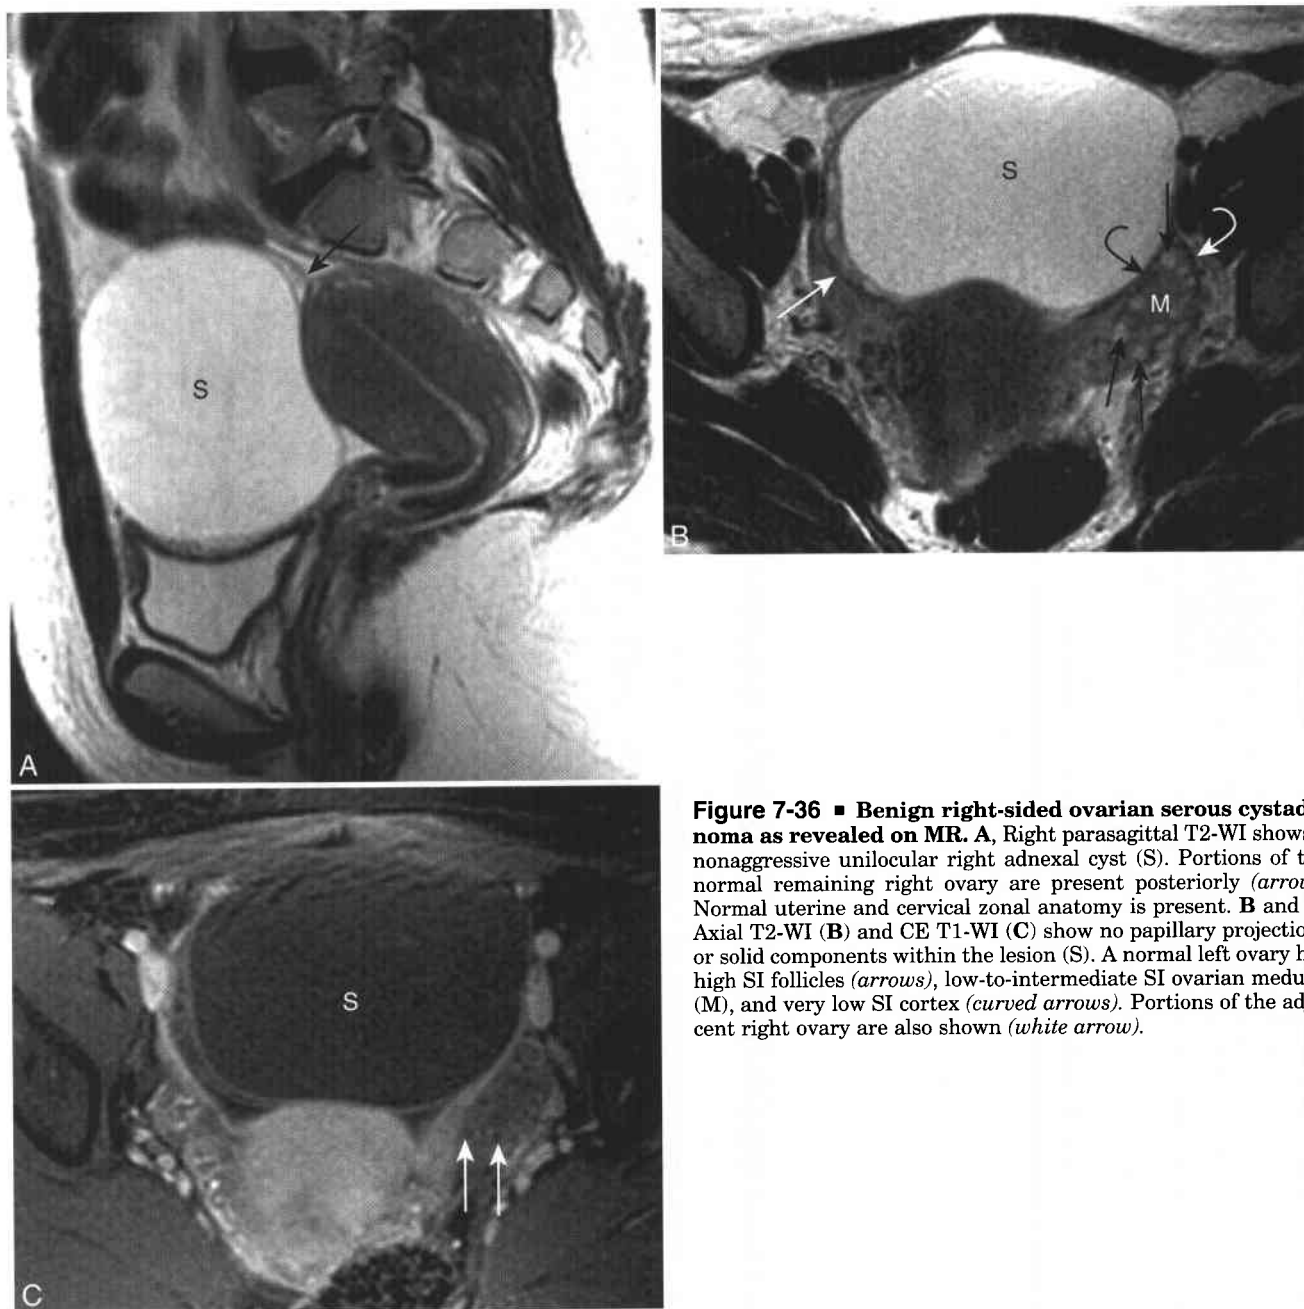 S
A
S
M
B
S
C
Figure 7-36 ■ Benign right-sided ovarian serous cystad
noma as revealed on MR. A, Right parasagittal T2-WI shows
nonaggressive unilocular right adnexal cyst (S). Portions of t
normal remaining right ovary are present posteriorly (arrow
Normal uterine and cervical zonal anatomy is present. B and
Axial T2-WI (B) and CE T1-WI (C) show no papillary projection
or solid components within the lesion (S). A normal left ovary h
high SI follicles (arrows), low-to-intermediate SI ovarian medu
(M), and very low SI cortex (curved arrows). Portions of the adj
cent right ovary are also shown (white arrow).